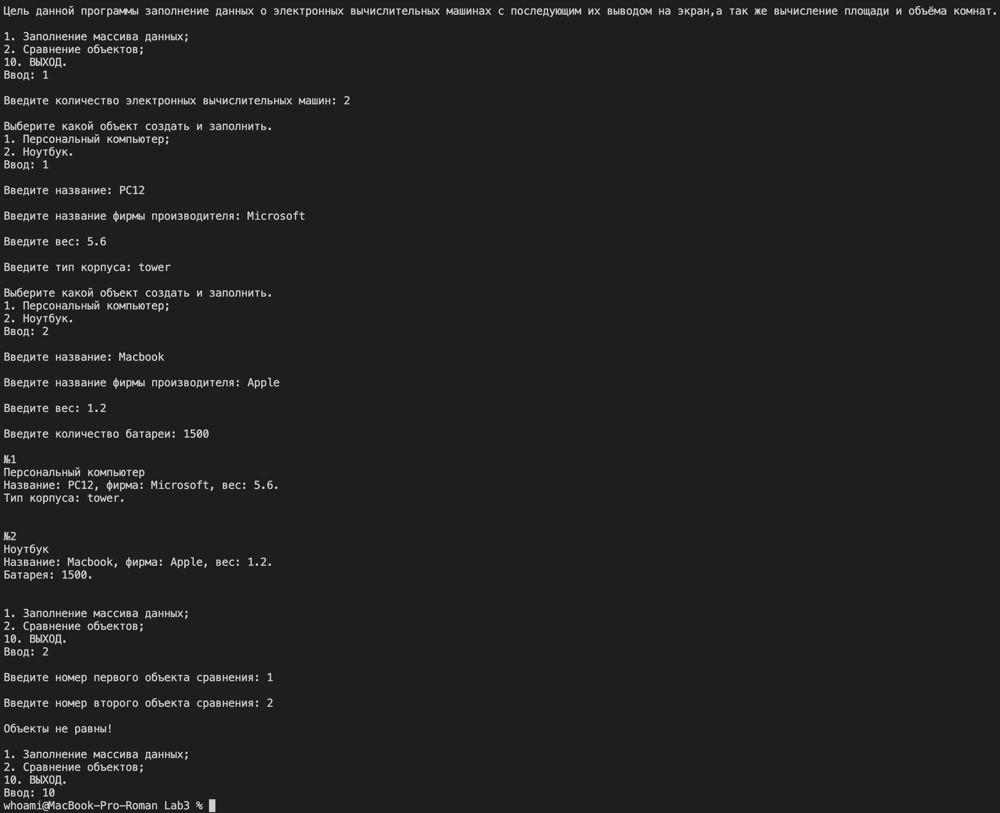 Цель данной программы заполнение данных о электронных вычислительных машинах с последующим их выводом на экран,а так же вычисление площади и объёма комнат.
1. Заполнение массива данных;
2. Сравнение объектов;
10. ВЫХОД.
Ввод: 1
Введите количество электронных вычислительных машин: 2
Выберите какой объект создать и заполнить.
1. Персональный компьютер;
2. Ноутбук.
Ввод: 1
Введите название: PC12
Введите название фирмы производителя: Microsoft
Введите вес: 5.6
Введите тип корпуса: tower
Выберите какой объект создать и заполнить.
1. Персональный компьютер;
2. Ноутбук.
Ввод: 2
Введите название: Macbook
Введите название фирмы производителя: Apple
Введите вес: 1.2
Введите количество батареи: 1500
№1
Персональный компьютер
Название: PC12, фирма: Microsoft, вес: 5.6.
Тип корпуса: tower.
№2
Ноутбук
Название: Macbook, фирма: Apple, вес: 1.2.
Батарея: 1500.
1. Заполнение массива данных;
2. Сравнение объектов;
10. ВЫХОД.
Ввод: 2
Введите номер первого объекта сравнения: 1
Введите номер второго объекта сравнения: 2
Объекты не равны!
1. Заполнение массива данных;
2. Сравнение объектов;
10. ВЫХОД.
Ввод: 10
whoami@MacBook-Pro-Roman Lab3 %